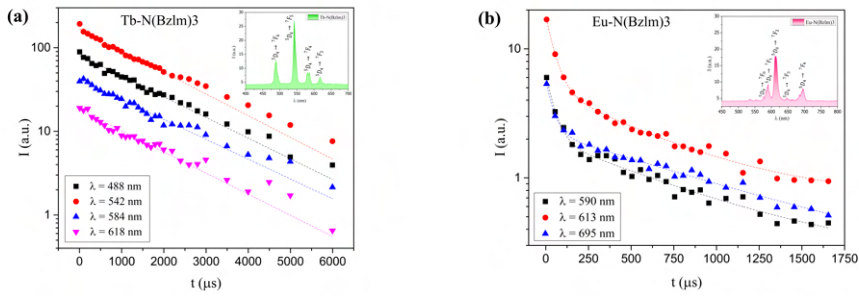 (a)
Tb-N(Bzlm)3
100
10
1
I (a.u.)
0 1000 2000 3000 4000 5000 6000
t (μs)
λ = 488 nm
λ = 542 nm
λ = 584 nm
λ = 618 nm
Tb-N(Bzlm)3
I (a.u.)
λ (nm)
(b)
Eu-N(Bzlm)3
10
1
I (a.u.)
0 250 500 750 1000 1250 1500 1750
t (μs)
λ = 590 nm
λ = 613 nm
λ = 695 nm
Eu-N(Bzlm)3
I (a.u.)
λ (nm)